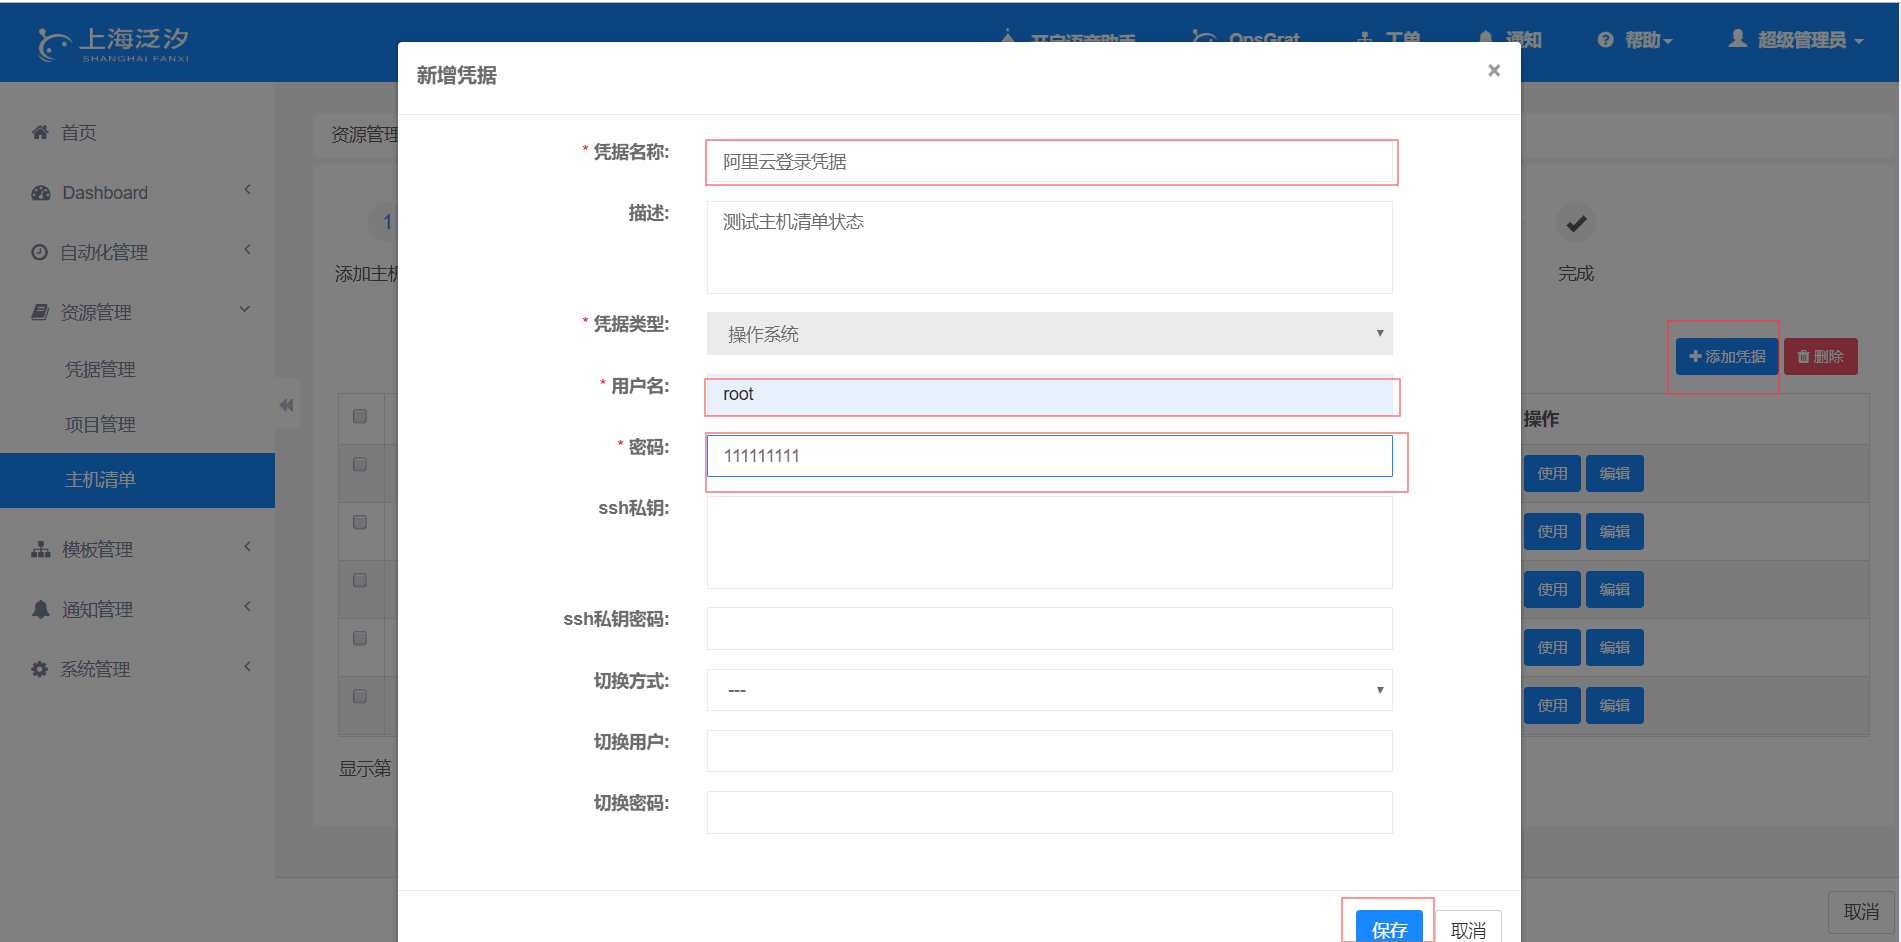 上海泛汐
SHANGHAI FANXI
开启语音助手
OpsGrat
工单
通知
帮助
超级管理员
首页
Dashboard
自动化管理
资源管理
凭据管理
项目管理
主机清单
模板管理
通知管理
系统管理
资源管理
1
添加主机
完成
添加凭据
删除
操作
使用 编辑
使用 编辑
使用 编辑
使用 编辑
使用 编辑
显示第
取消
新增凭据
×
* 凭据名称:
阿里云登录凭据
描述:
测试主机清单状态
* 凭据类型:
操作系统
* 用户名:
root
* 密码:
111111111
ssh私钥:
ssh私钥密码:
切换方式:
---
切换用户:
切换密码:
保存
取消